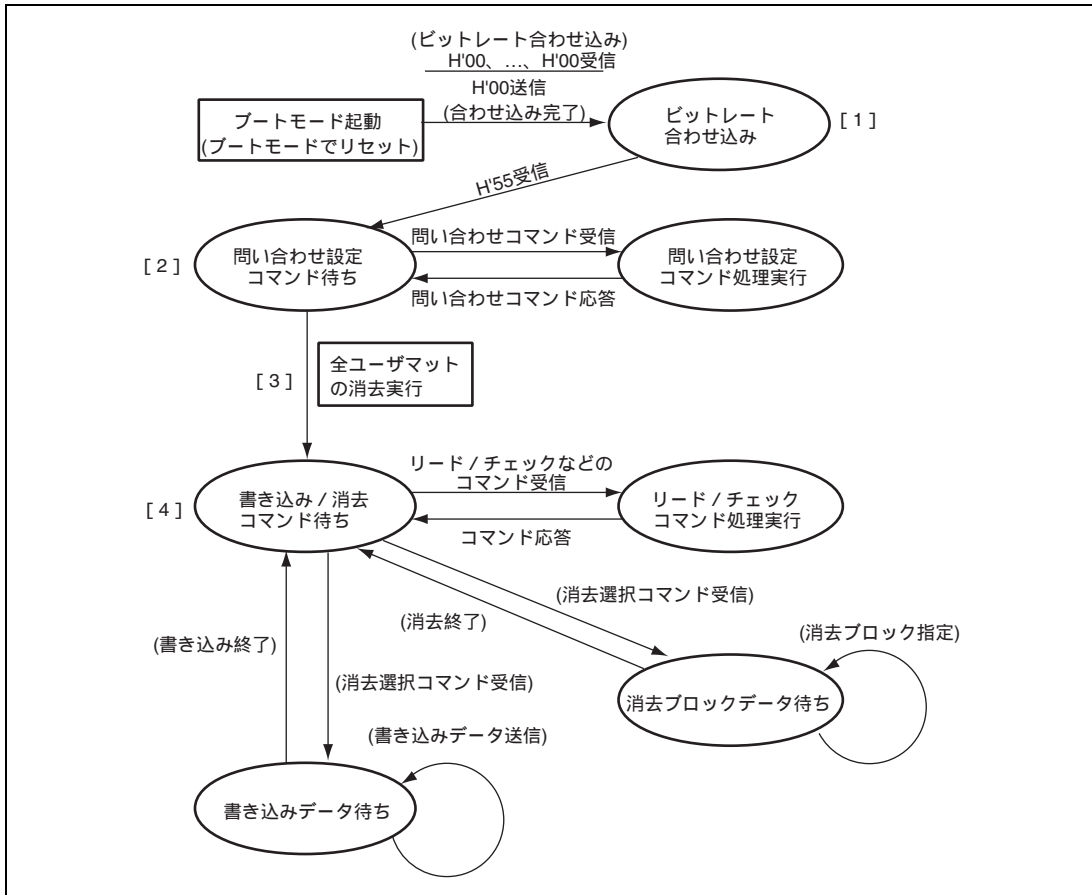 (ビットレート合わせ込み)
H'00、…、H'00受信
H'00送信
(合わせ込み完了)
ブートモード起動
(ブートモードでリセット)
ビットレート
合わせ込み
[ 1 ]
H'55受信
[ 2 ]
問い合わせ設定
コマンド待ち
問い合わせコマンド受信
問い合わせコマンド応答
問い合わせ設定
コマンド処理実行
[ 3 ]
全ユーザマット
の消去実行
[ 4 ]
書き込み / 消去
コマンド待ち
リード / チェックなどの
コマンド受信
コマンド応答
リード / チェック
コマンド処理実行
(消去選択コマンド受信)
(消去終了)
(書き込み終了)
(消去選択コマンド受信)
(消去ブロック指定)
消去ブロックデータ待ち
(書き込みデータ送信)
書き込みデータ待ち